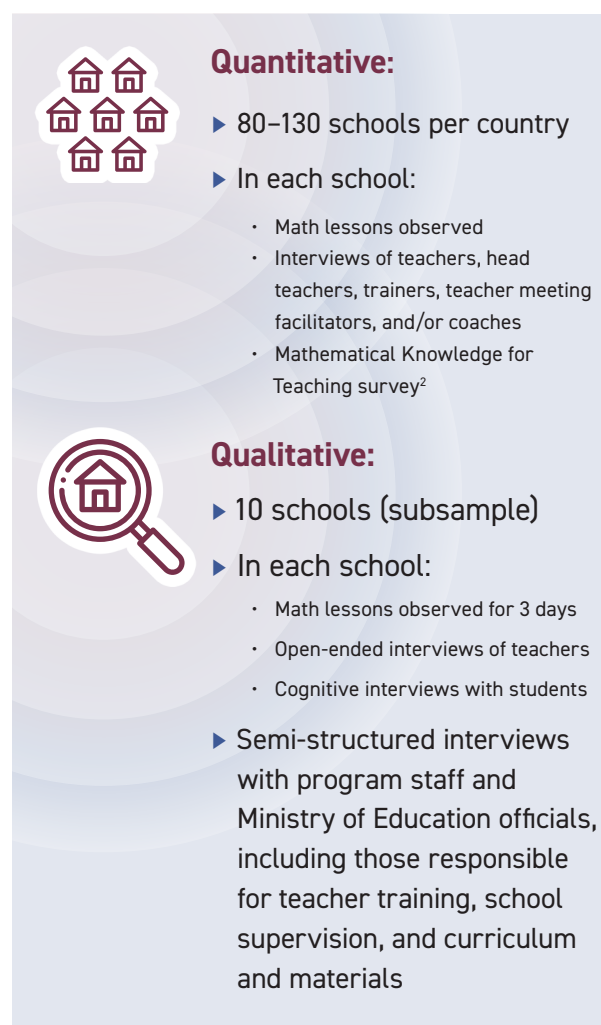 Quantitative:
▶ 80–130 schools per country
▶ In each school:
· Math lessons observed
· Interviews of teachers, head
teachers, trainers, teacher meeting
facilitators, and/or coaches
· Mathematical Knowledge for
Teaching survey²
Qualitative:
▶ 10 schools (subsample)
▶ In each school:
· Math lessons observed for 3 days
· Open-ended interviews of teachers
· Cognitive interviews with students
▶ Semi-structured interviews
with program staff and
Ministry of Education officials,
including those responsible
for teacher training, school
supervision, and curriculum
and materials